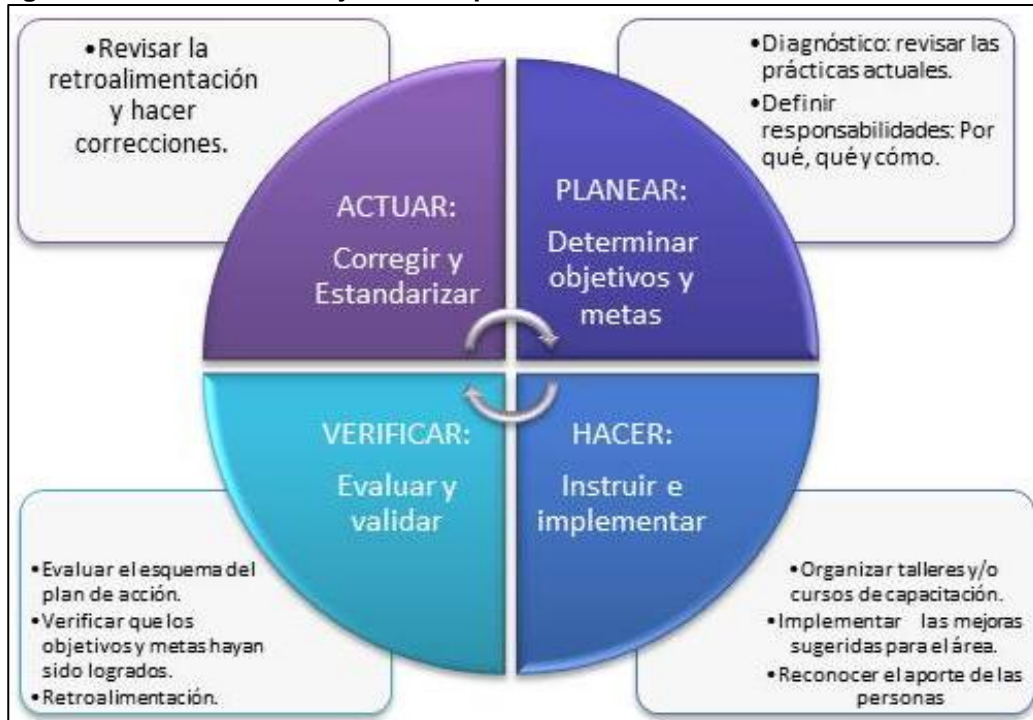 •Revisar la
retroalimentación
y hacer
correcciones.
•Diagnóstico: revisar las
prácticas actuales.
•Definir
responsabilidades: Por
qué, qué y cómo.
ACTUAR:
Corregir y
Estandarizar
PLANEAR:
Determinar
objetivos y
metas
VERIFICAR:
Evaluar y
validar
HACER:
Instruir e
implementar
•Evaluar el esquema del
plan de acción.
•Verificar que los
objetivos y metas hayan
sido logrados.
•Retroalimentación.
•Organizar talleres y/o
cursos de capacitación.
•Implementar las mejoras
sugeridas para el área.
•Reconocer el aporte de las
personas